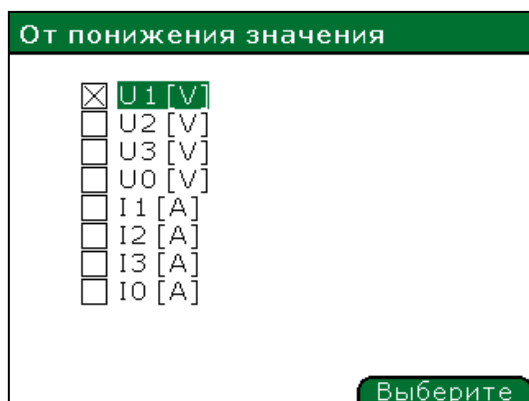 От понижения значения
U1 [V]
U2 [V]
U3 [V]
U0 [V]
I1 [A]
I2 [A]
I3 [A]
I0 [A]
Выберите